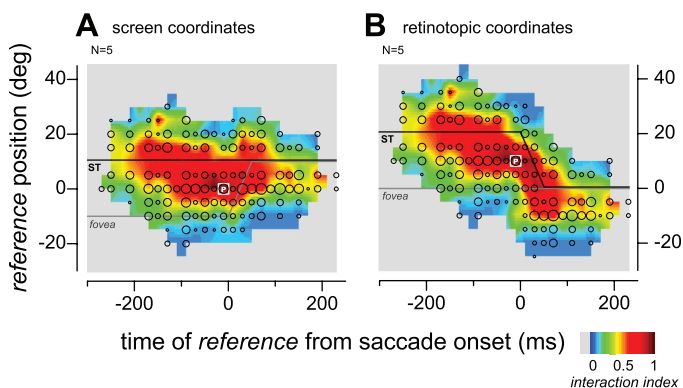 A screen coordinates
B retinotopic coordinates
N=5
N=5
reference position (deg)
40
20
0
-20
ST
fovea
P
-200
0
200
ST
fovea
P
-200
0
200
40
20
0
-20
time of reference from saccade onset (ms)
0 0.5 1
interaction index